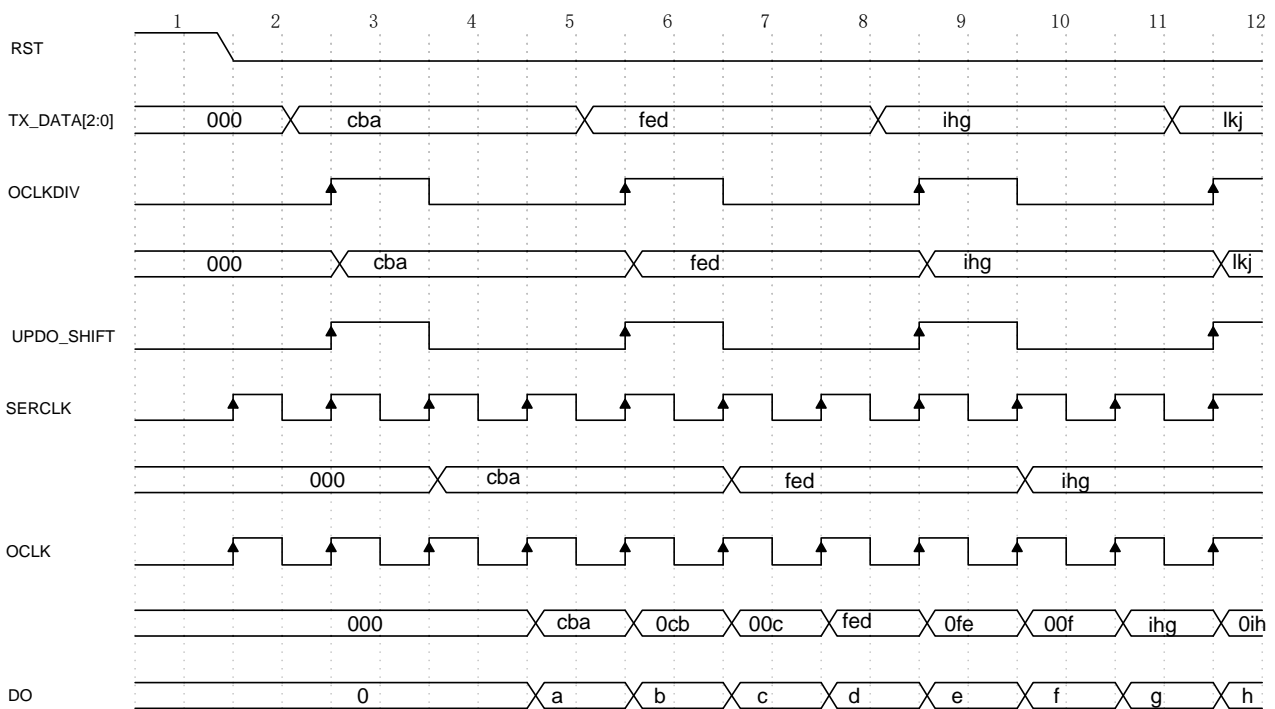 1 2 3 4 5 6 7 8 9 10 11 12
RST
TX_DATA[2:0] 000 cba fed ihg lkj
OCLKDIV
000 cba fed ihg lkj
UPDO_SHIFT
SERCLK
000 cba fed ihg
OCLK
000 cba 0cb 00c fed 0fe 00f ihg 0ih
DO 0 a b c d e f g h